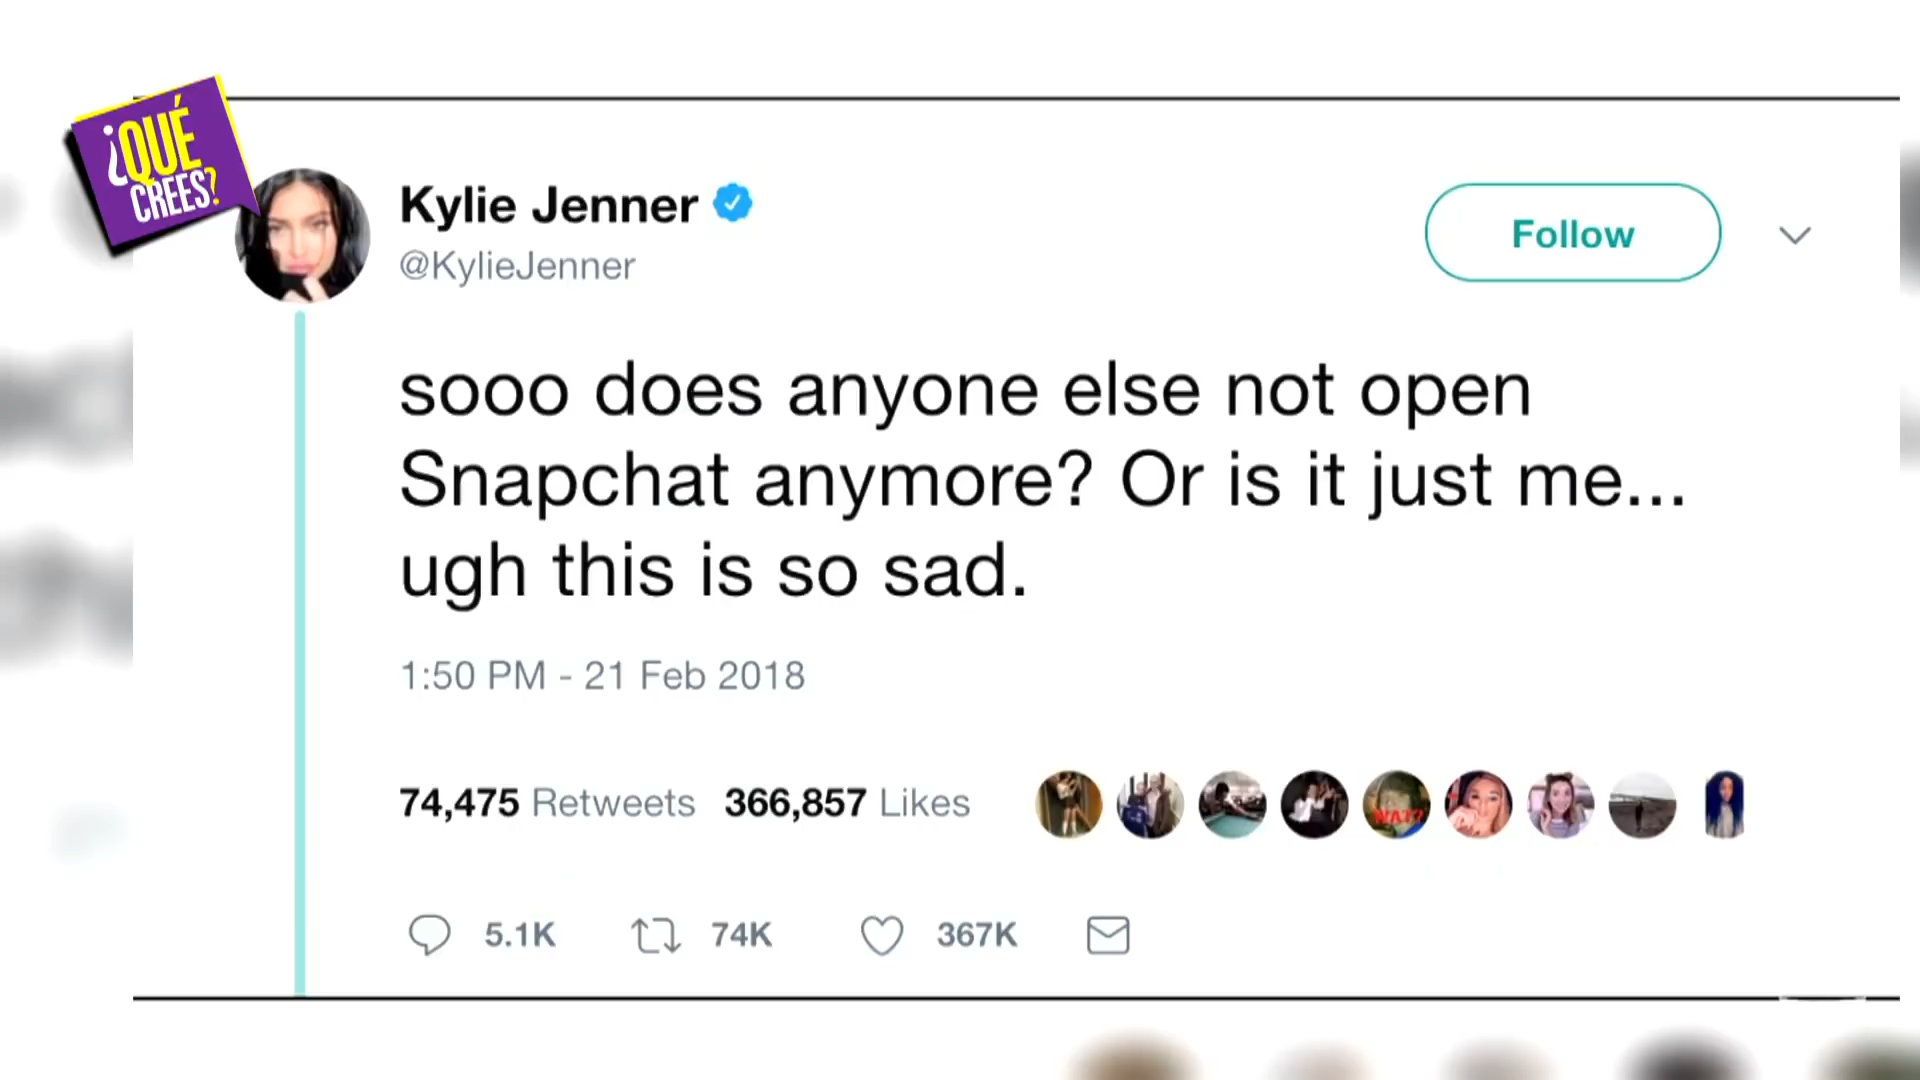 ¿QUÉ
CREES?
Kylie Jenner
@KylieJenner
Follow
sooo does anyone else not open
Snapchat anymore? Or is it just me...
ugh this is so sad.
1:50 PM - 21 Feb 2018
74,475 Retweets 366,857 Likes
WAT?
5.1K 74K 367K